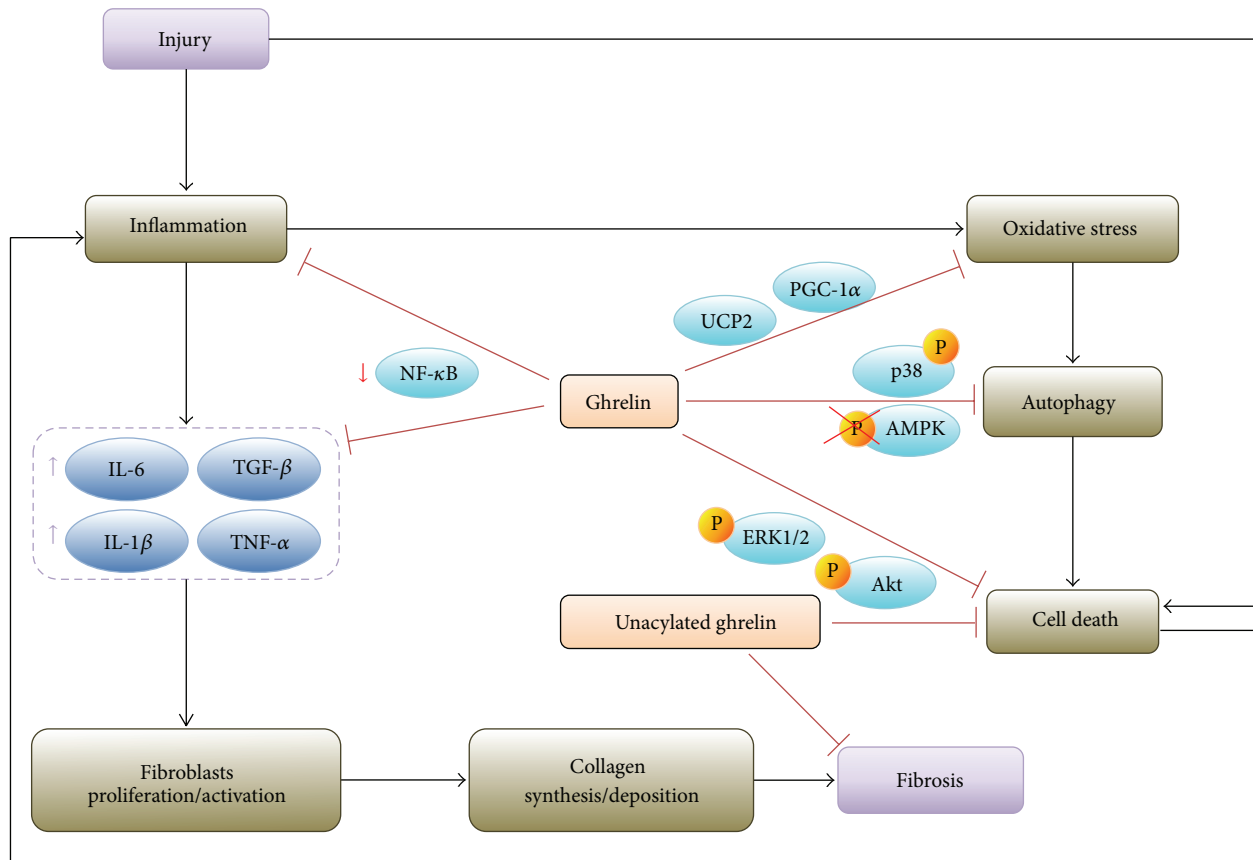 Injury
Inflammation
Oxidative stress
PGC-1α
UCP2
P
p38
↓ NF-κB
Ghrelin
Autophagy
P
AMPK
↑ IL-6
TGF-β
↑ IL-1β
TNF-α
P
ERK1/2
P
Akt
Unacylated ghrelin
Cell death
Fibroblasts
proliferation/activation
Collagen
synthesis/deposition
Fibrosis